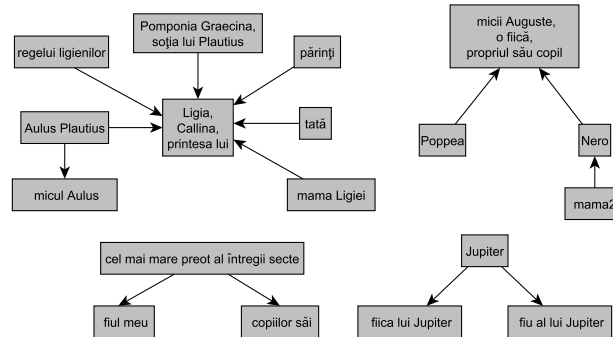 Pomponia Graecina,
soţia lui Plautius
micii Auguste,
o fiică,
propriul său copil
regelui ligienilor
părinţi
Ligia,
Callina,
printesa lui
tată
Aulus Plautius
Poppea
Nero
micul Aulus
mama Ligiei
mama2
cel mai mare preot al întregii secte
Jupiter
fiul meu
copiilor săi
fiica lui Jupiter
fiu al lui Jupiter